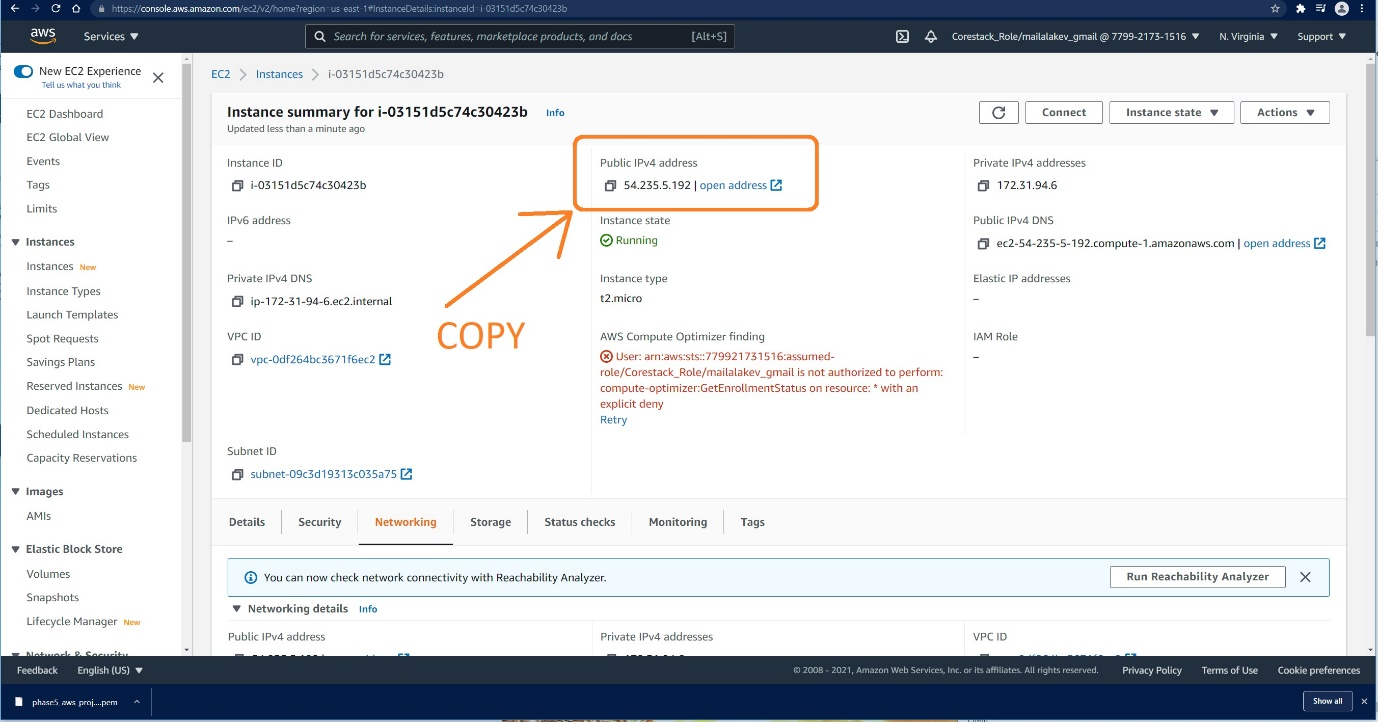 https://console.aws.amazon.com/ec2/v2/home?region=us-east-1#InstanceDetails:instanceId=i-03151d5c74c30423b
aws Services Search for services, features, marketplace products, and docs [Alt+S] Corestack_Role/mailalakev_gmail @ 7799-2173-1516 N. Virginia Support
New EC2 Experience
Tell us what you think
EC2 Dashboard
EC2 Global View
Events
Tags
Limits
Instances
Instances New
Instance Types
Launch Templates
Spot Requests
Savings Plans
Reserved Instances New
Dedicated Hosts
Scheduled Instances
Capacity Reservations
Images
AMIs
Elastic Block Store
Volumes
Snapshots
Lifecycle Manager New
Network & Security
EC2 Instances i-03151d5c74c30423b
Instance summary for i-03151d5c74c30423b Info
Updated less than a minute ago
Connect Instance state Actions
Instance ID
i-03151d5c74c30423b
Public IPv4 address
54.235.5.192 | open address
Private IPv4 addresses
172.31.94.6
IPv6 address
–
Instance state
Running
Public IPv4 DNS
ec2-54-235-5-192.compute-1.amazonaws.com | open address
Private IPv4 DNS
ip-172-31-94-6.ec2.internal
Instance type
t2.micro
Elastic IP addresses
–
COPY
VPC ID
vpc-0df264bc3671f6ec2
AWS Compute Optimizer finding
User: arn:aws:sts::779921731516:assumed-
role/Corestack_Role/mailalakev_gmail is not authorized to perform:
compute-optimizer:GetEnrollmentStatus on resource: * with an
explicit deny
Retry
IAM Role
–
Subnet ID
subnet-09c3d19313c035a75
Details Security Networking Storage Status checks Monitoring Tags
You can now check network connectivity with Reachability Analyzer. Run Reachability Analyzer
Networking details Info
Public IPv4 address Private IPv4 addresses VPC ID
Feedback English (US) © 2008 - 2021, Amazon Web Services, Inc. or its affiliates. All rights reserved. Privacy Policy Terms of Use Cookie preferences
phase5_aws_proj....pem Show all